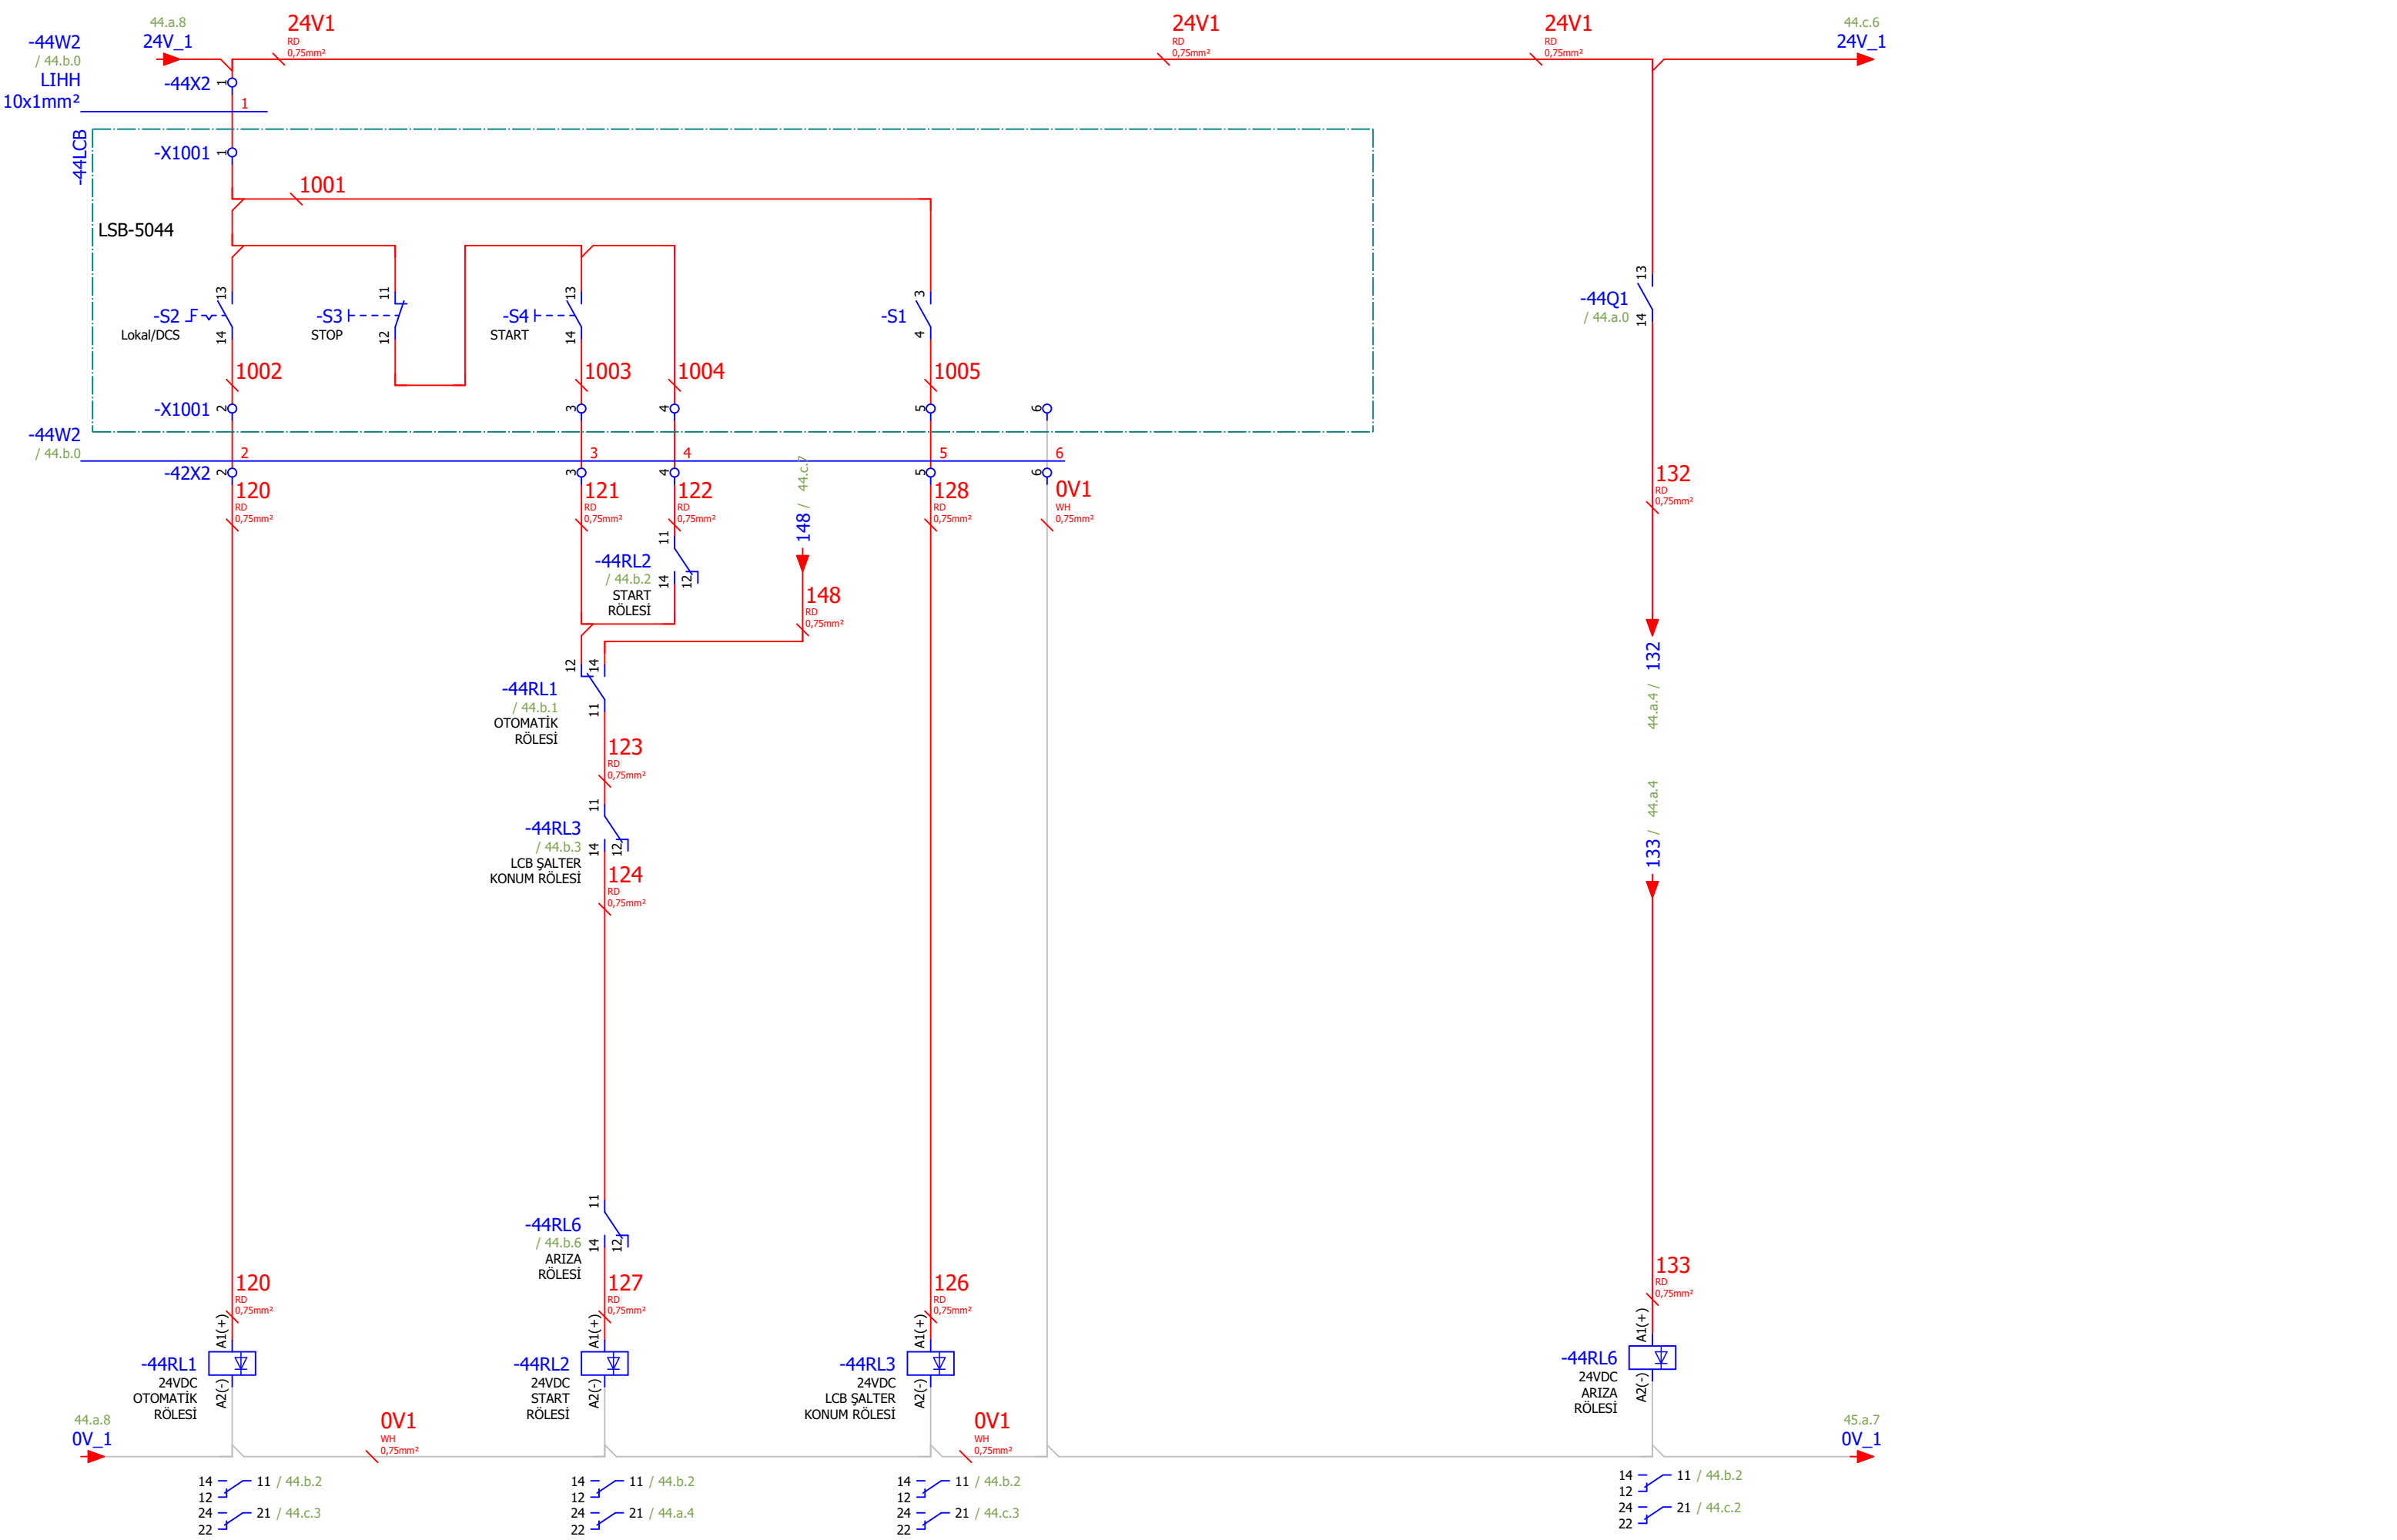 44.a.8
24V_1
24V1
RD
0,75mm²
24V1
RD
0,75mm²
24V1
RD
0,75mm²
44.c.6
24V_1
-44W2
/ 44.b.0
LIHH
10x1mm²
-44X2
1
1
-44LCB
-X1001
1
1001
LSB-5044
-S2
Lokal/DCS
13
14
-S3
STOP
11
12
-S4
START
13
14
-S1
3
4
-44Q1
/ 44.a.0
13
14
1002
1003
1004
1005
-X1001
2
3
4
5
6
-44W2
/ 44.b.0
2
3
4
5
6
-42X2
2
3
4
5
6
120
RD
0,75mm²
121
RD
0,75mm²
122
RD
0,75mm²
148 / 44.c.7
128
RD
0,75mm²
0V1
WH
0,75mm²
132
RD
0,75mm²
-44RL2
/ 44.b.2
START
RÖLESİ
11
14
12
148
RD
0,75mm²
132
44.a.4 /
12
14
-44RL1
/ 44.b.1
OTOMATİK
RÖLESİ
11
123
RD
0,75mm²
11
-44RL3
/ 44.b.3
LCB ŞALTER
KONUM RÖLESİ
14
12
124
RD
0,75mm²
133 / 44.a.4
11
-44RL6
/ 44.b.6
ARIZA
RÖLESİ
14
12
120
RD
0,75mm²
127
RD
0,75mm²
126
RD
0,75mm²
133
RD
0,75mm²
A1(+)
-44RL1
24VDC
OTOMATİK
RÖLESİ
A2(-)
A1(+)
-44RL2
24VDC
START
RÖLESİ
A2(-)
A1(+)
-44RL3
24VDC
LCB ŞALTER
KONUM RÖLESİ
A2(-)
A1(+)
-44RL6
24VDC
ARIZA
RÖLESİ
A2(-)
44.a.8
0V_1
0V1
WH
0,75mm²
0V1
WH
0,75mm²
45.a.7
0V_1
14 11 / 44.b.2
12
24 21 / 44.c.3
22
14 11 / 44.b.2
12
24 21 / 44.a.4
22
14 11 / 44.b.2
12
24 21 / 44.c.3
22
14 11 / 44.b.2
12
24 21 / 44.c.2
22